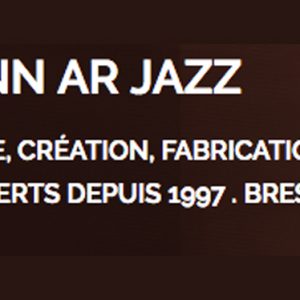 NN AR JAZZ
E, CRÉATION, FABRICATIO
ERTS DEPUIS 1997 . BRES